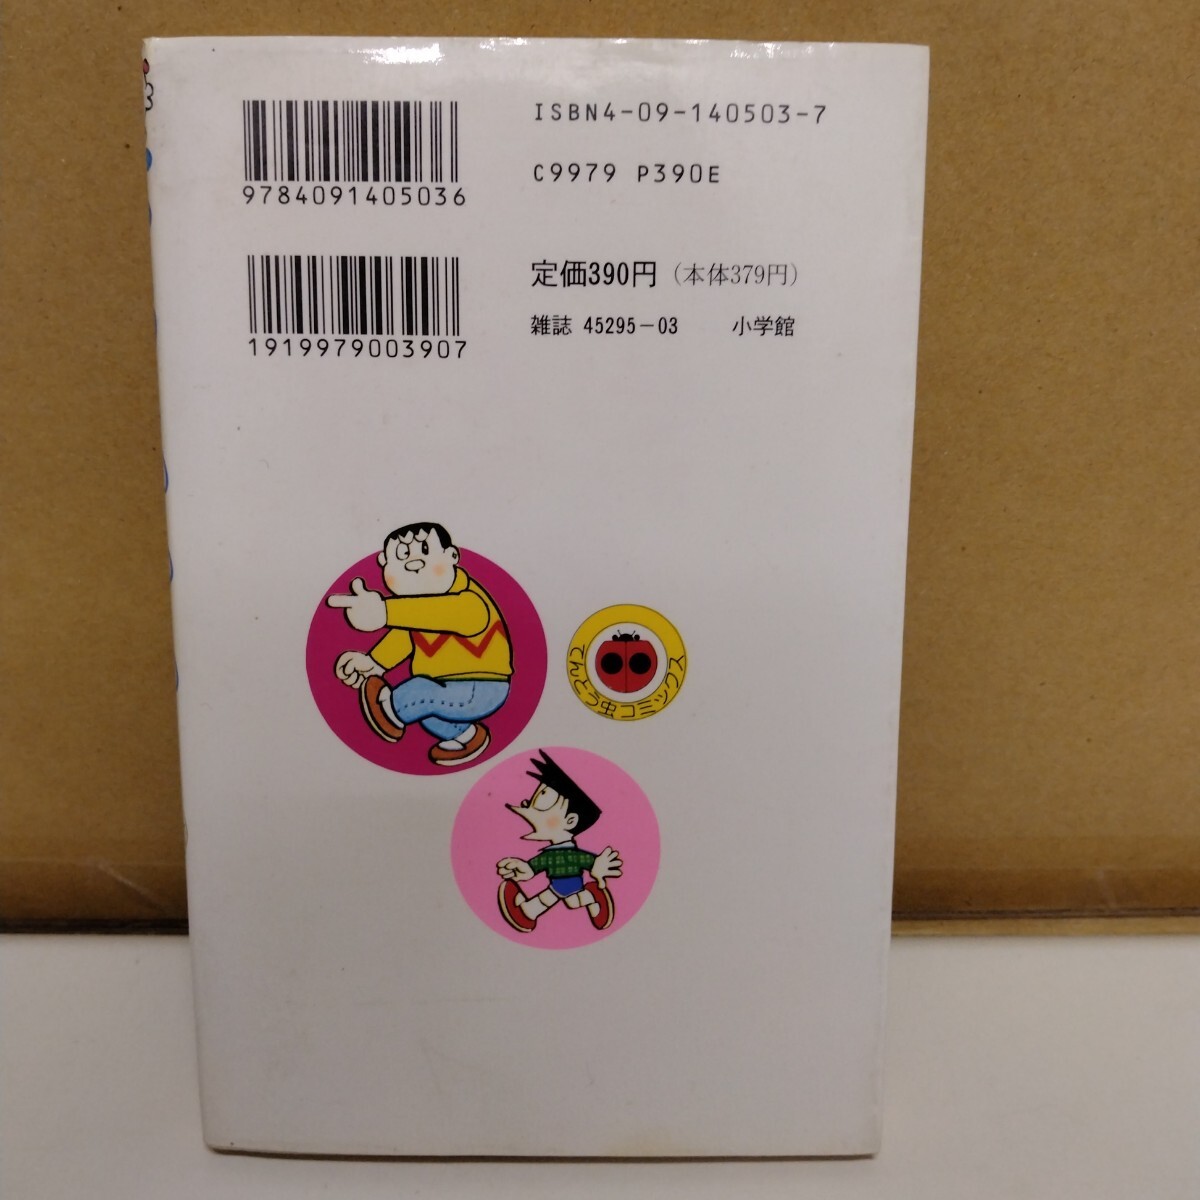 ISBN4-09-140503-7
C9979 P390E
9784091405036
定価390円（本体379円）
雑誌 45295-03 小学館
1919979003907
てんとう虫コミックス